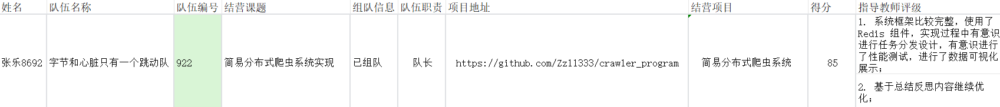 姓名 队伍名称 队伍编号 结营课题 组队信息 队伍职责 项目地址 结营项目 得分 指导教师评级
张乐8692 字节和心脏只有一个跳动队 922 简易分布式爬虫系统实现 已组队 队长 https://github.com/Zzll333/crawler_program 简易分布式爬虫系统 85
1. 系统框架比较完整，使用了
Redis 组件，实现过程中有意识
进行任务分发设计，有意识进行
了性能测试，进行了数据可视化
展示；
2. 基于总结反思内容继续优
化；